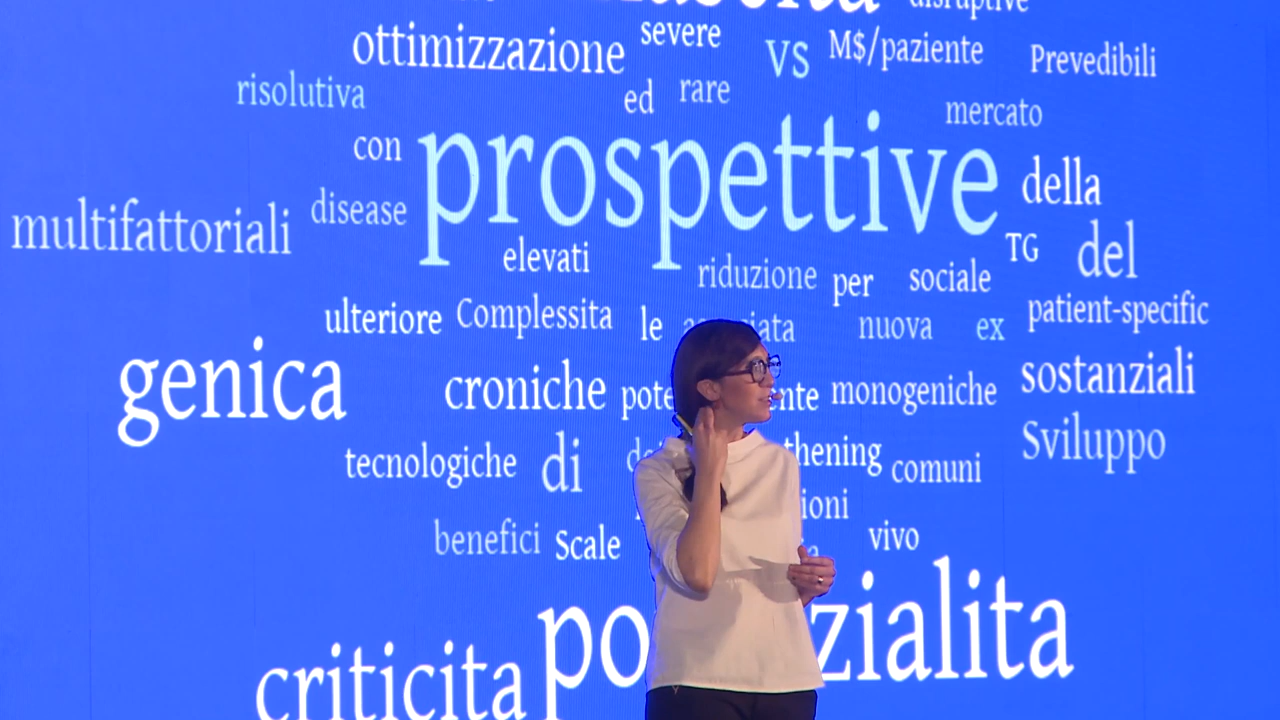 disruptive
ottimizzazione severe vs M$/paziente Prevedibili
risolutiva ed rare mercato
con prospettive della
multifattoriali disease elevati TG del
riduzione per sociale
ulteriore Complessita le nuova ex patient-specific
genica croniche monogeniche sostanziali
tecnologiche di comuni Sviluppo
benefici Scale vivo
criticita